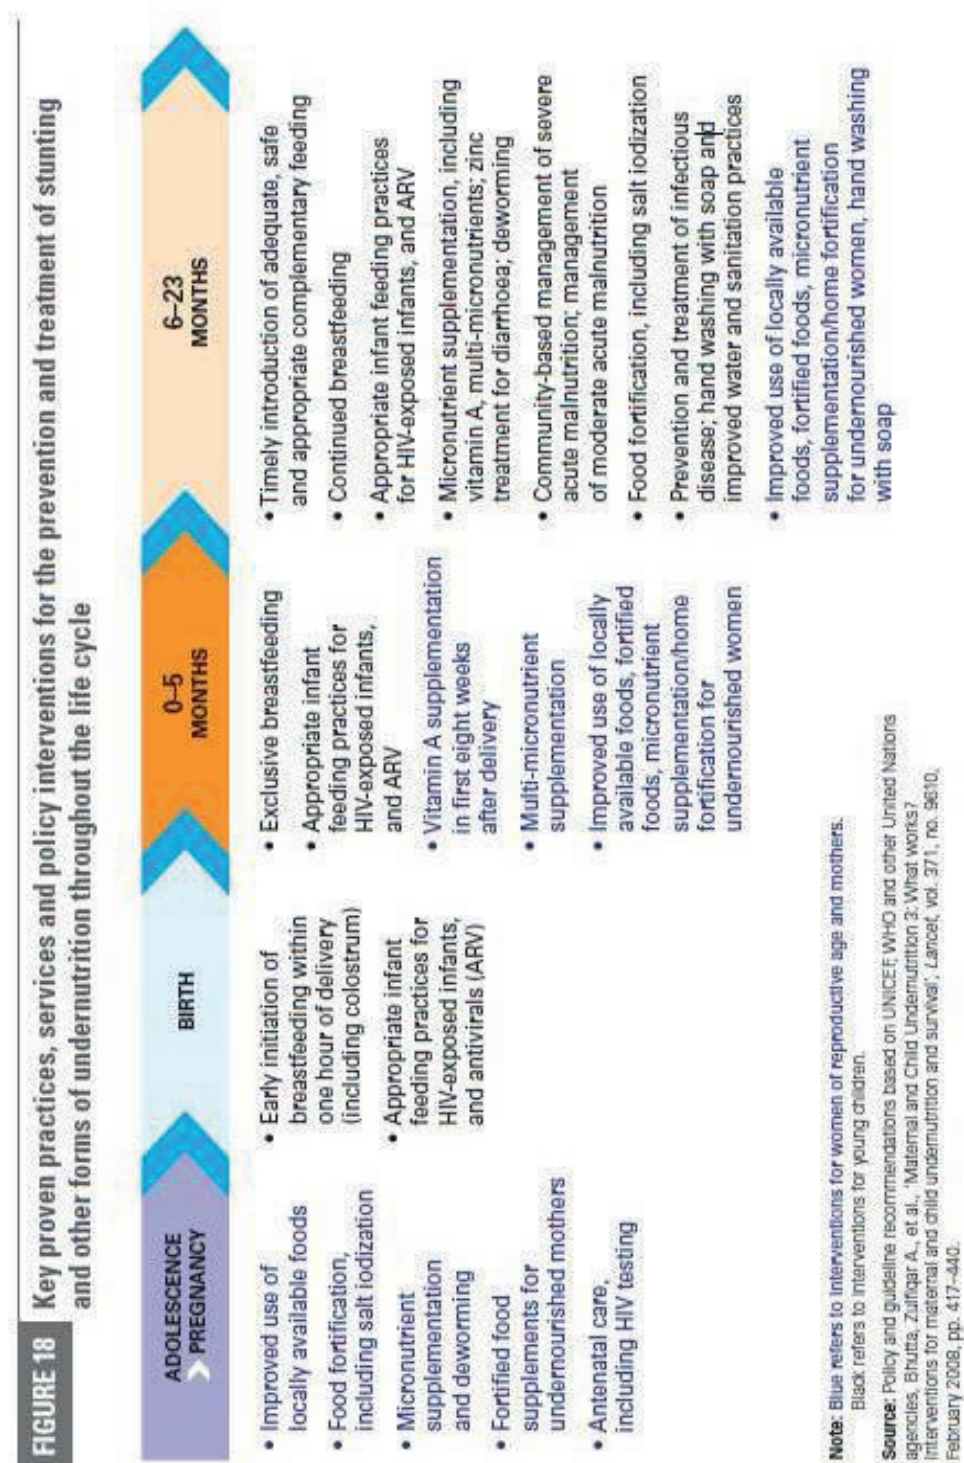 FIGURE 18
Key proven practices, services and policy interventions for the prevention and treatment of stunting
and other forms of undernutrition throughout the life cycle
ADOLESCENCE
PREGNANCY
• Improved use of
locally available foods
• Food fortification,
including salt iodization
• Micronutrient
supplementation
and deworming
• Fortified food
supplements for
undernourished mothers
• Antenatal care,
including HIV testing
BIRTH
• Early initiation of
breastfeeding within
one hour of delivery
(including colostrum)
• Appropriate infant
feeding practices for
HIV-exposed infants,
and antivirals (ARV)
0–5
MONTHS
• Exclusive breastfeeding
• Appropriate infant
feeding practices for
HIV-exposed infants,
and ARV
• Vitamin A supplementation
in first eight weeks
after delivery
• Multi-micronutrient
supplementation
• Improved use of locally
available foods, fortified
foods, micronutrient
supplementation/home
fortification for
undernourished women
6–23
MONTHS
• Timely introduction of adequate, safe
and appropriate complementary feeding
• Continued breastfeeding
• Appropriate infant feeding practices
for HIV-exposed infants, and ARV
• Micronutrient supplementation, including
vitamin A, multi-micronutrients; zinc
treatment for diarrhoea; deworming
• Community-based management of severe
acute malnutrition; management
of moderate acute malnutrition
• Food fortification, including salt iodization
• Prevention and treatment of infectious
disease; hand washing with soap and
improved water and sanitation practices
• Improved use of locally available
foods, fortified foods, micronutrient
supplementation/home fortification
for undernourished women, hand washing
with soap
Note: Blue refers to interventions for women of reproductive age and mothers.
Black refers to interventions for young children.
Source: Policy and guideline recommendations based on UNICEF, WHO and other United Nations
agencies, Bhutta, Zulfiqar A., et al., 'Maternal and Child Undernutrition 3: What works?
Interventions for maternal and child undernutrition and survival', Lancet, vol. 371, no. 9610,
February 2008, pp. 417–440.